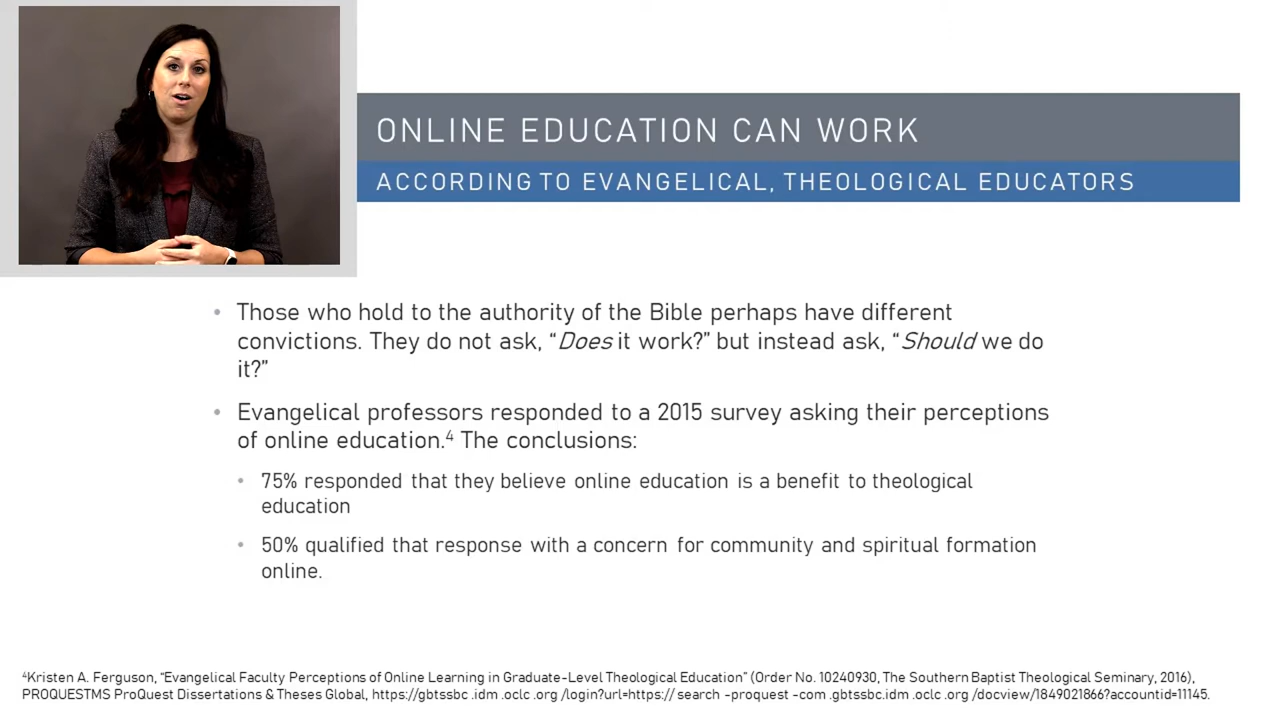 ONLINE EDUCATION CAN WORK
ACCORDING TO EVANGELICAL, THEOLOGICAL EDUCATORS
• Those who hold to the authority of the Bible perhaps have different
convictions. They do not ask, “Does it work?” but instead ask, “Should we do
it?”
• Evangelical professors responded to a 2015 survey asking their perceptions
of online education.⁴ The conclusions:
• 75% responded that they believe online education is a benefit to theological
education
• 50% qualified that response with a concern for community and spiritual formation
online.
⁴Kristen A. Ferguson, “Evangelical Faculty Perceptions of Online Learning in Graduate-Level Theological Education” (Order No. 10240930, The Southern Baptist Theological Seminary, 2016),
PROQUESTMS ProQuest Dissertations & Theses Global, https://gbtssbc .idm .oclc .org /login?url=https:// search -proquest -com .gbtssbc.idm .oclc .org /docview/1849021866?accountid=11145.